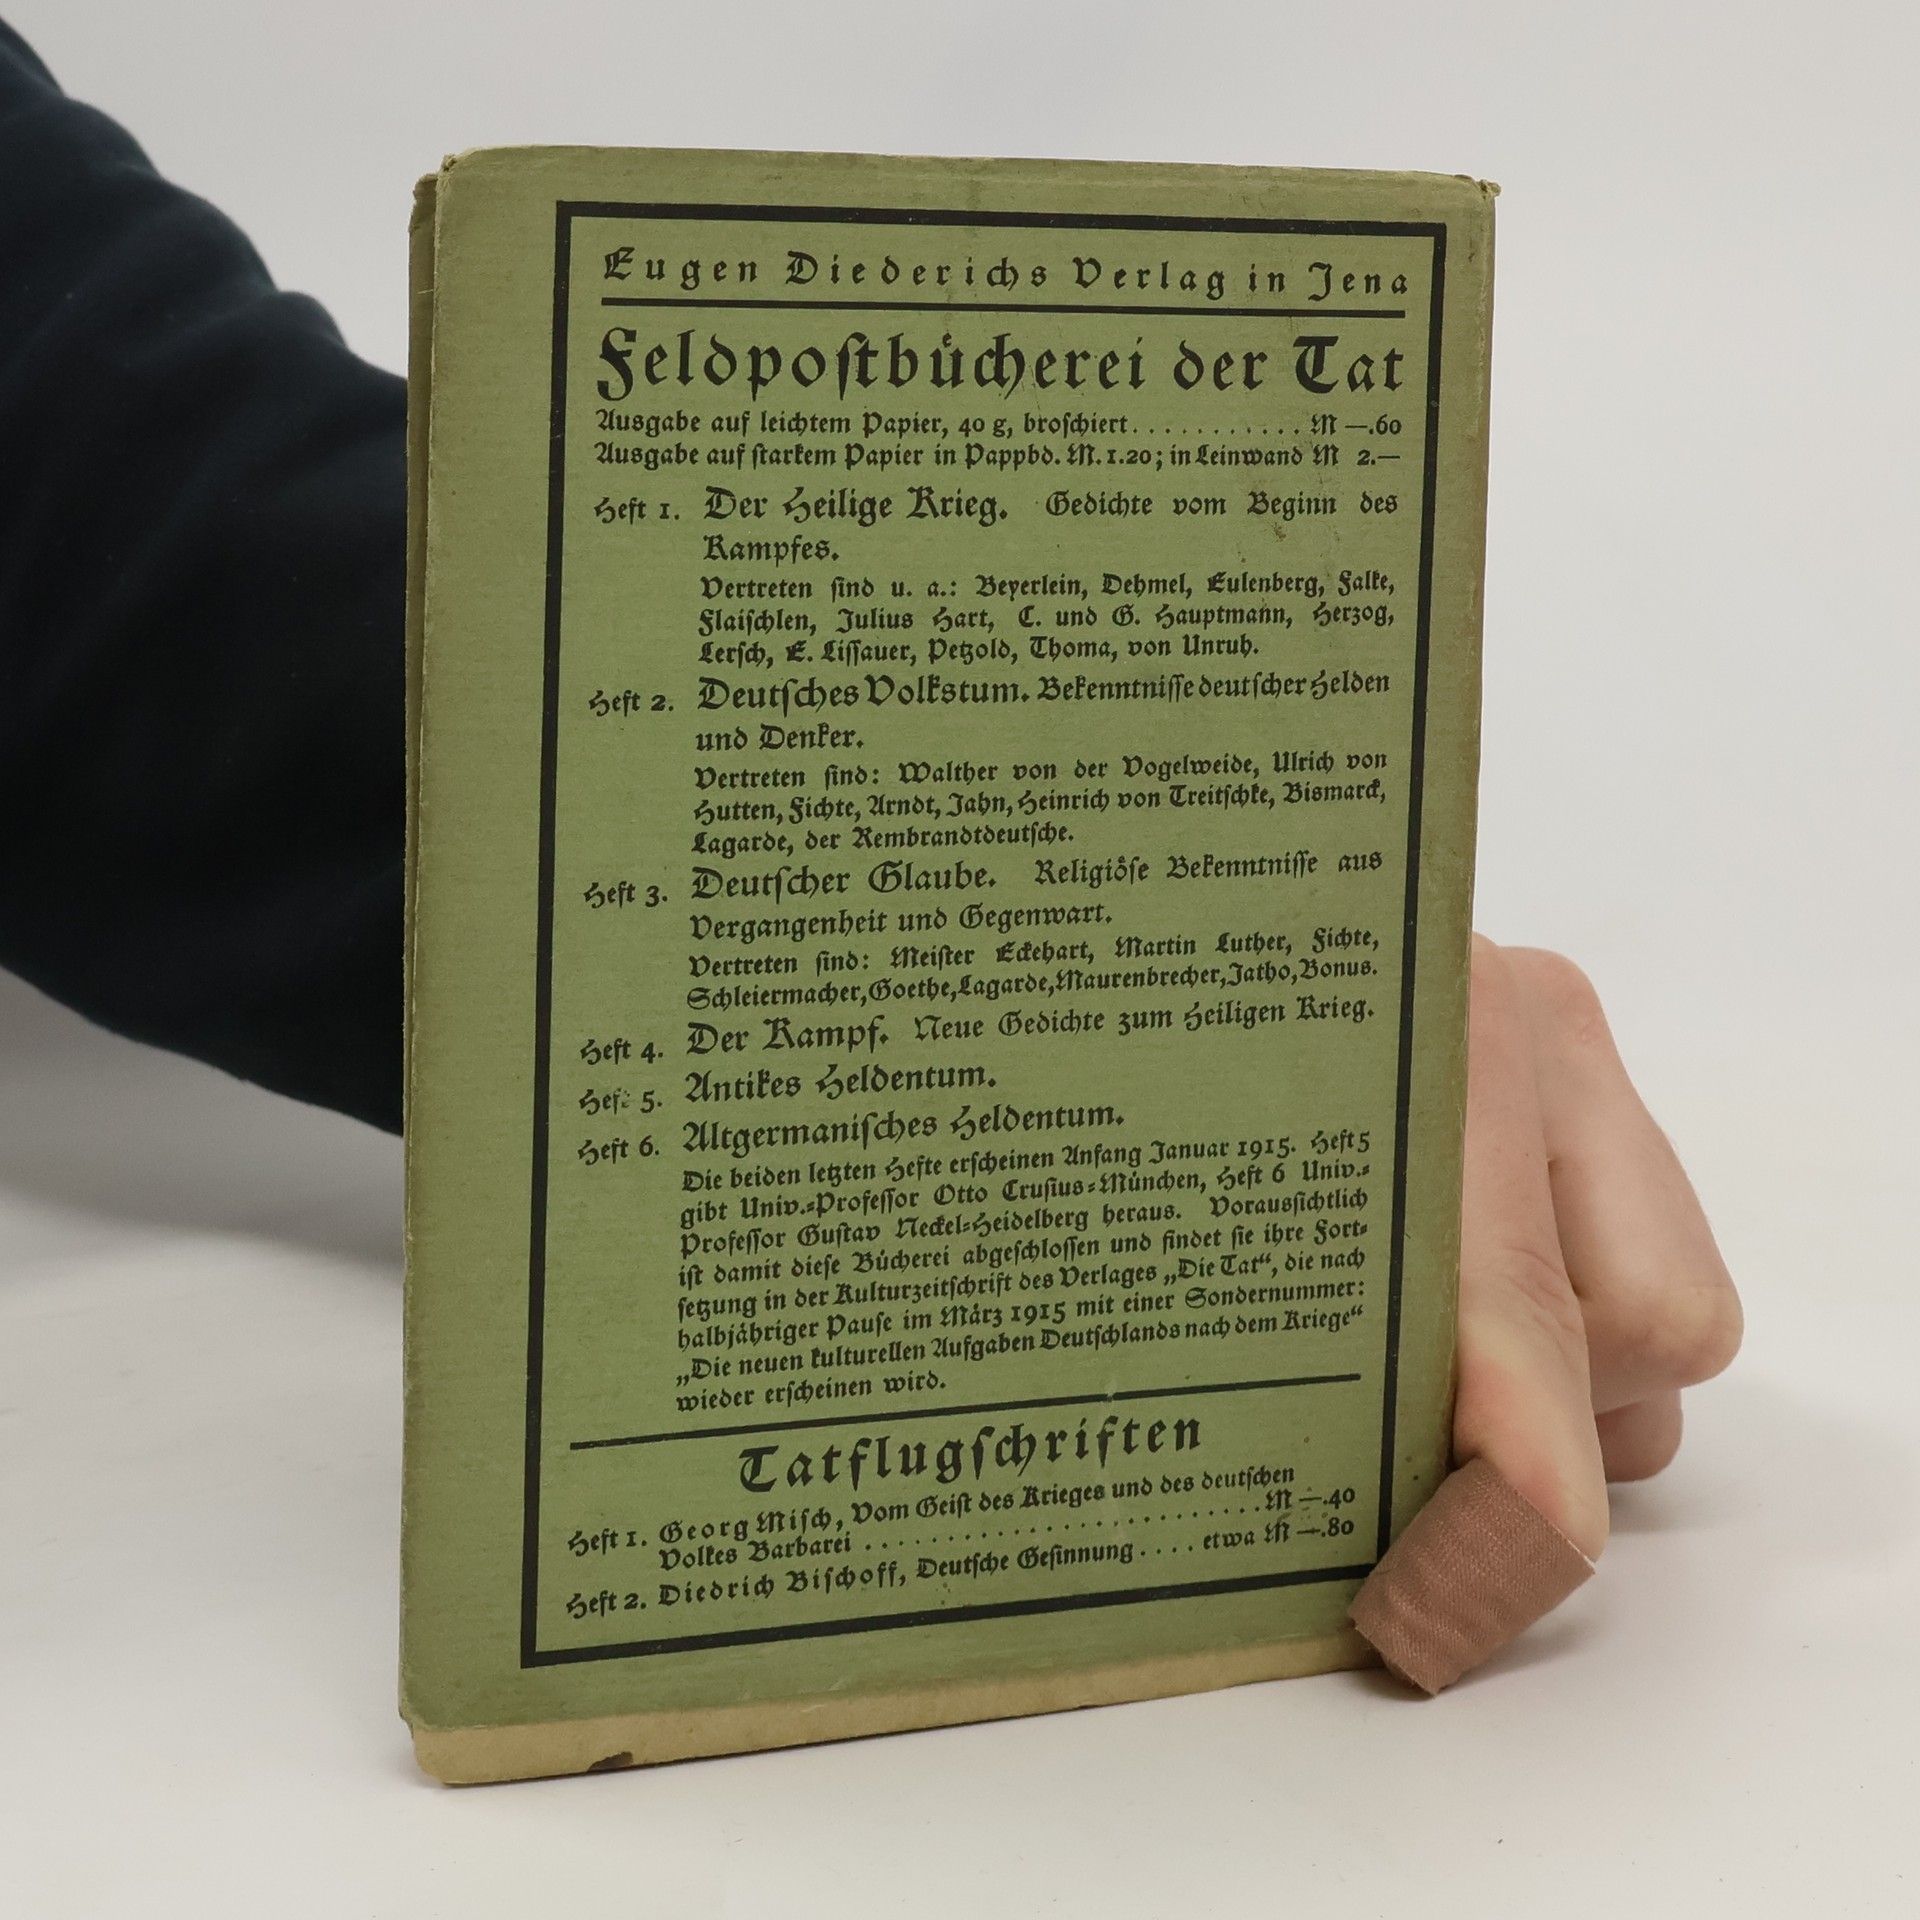 Eugen Diederichs Verlag in Jena
Feldpoſtbücherei der Tat
Ausgabe auf leichtem Papier, 40 g, broſchiert........... M —.60
Ausgabe auf ſtarkem Papier in Pappbd. M. 1.20; in Leinwand M 2.—
Heft 1. Der Heilige Krieg. Gedichte vom Beginn des
Kampfes.
Vertreten ſind u. a.: Beyerlein, Dehmel, Eulenberg, Falke,
Flaiſchlen, Julius Hart, C. und G. Hauptmann, Herzog,
Lerſch, E. Liſſauer, Petzold, Thoma, von Unruh.
Heft 2. Deutſches Volkstum. Bekenntniſſe deutſcher Helden
und Denker.
Vertreten ſind: Walther von der Vogelweide, Ulrich von
Hutten, Fichte, Arndt, Jahn, Heinrich von Treitſchke, Bismarck,
Lagarde, der Rembrandtdeutſche.
Heft 3. Deutſcher Glaube. Religiöſe Bekenntniſſe aus
Vergangenheit und Gegenwart.
Vertreten ſind: Meiſter Eckehart, Martin Luther, Fichte,
Schleiermacher, Goethe, Lagarde, Maurenbrecher, Jatho, Bonus.
Heft 4. Der Kampf. Neue Gedichte zum Heiligen Krieg.
Heft 5. Antikes Heldentum.
Heft 6. Altgermaniſches Heldentum.
Die beiden letzten Hefte erſcheinen Anfang Januar 1915. Heft 5
gibt Univ.-Profeſſor Otto Cruſius-München, Heft 6 Univ.-
Profeſſor Guſtav Neckel-Heidelberg heraus. Vorausſichtlich
iſt damit dieſe Bücherei abgeſchloſſen und findet ſie ihre Fort-
ſetzung in der Kulturzeitſchrift des Verlages „Die Tat“, die nach
halbjähriger Pauſe im März 1915 mit einer Sondernummer:
„Die neuen kulturellen Aufgaben Deutſchlands nach dem Kriege“
wieder erſcheinen wird.
Tatflugſchriften
Heft 1. Georg Miſch, Vom Geiſt des Krieges und des deutſchen
Volkes Barbarei ........................ M —.40
Heft 2. Diedrich Biſchoff, Deutſche Geſinnung.... etwa M —.80